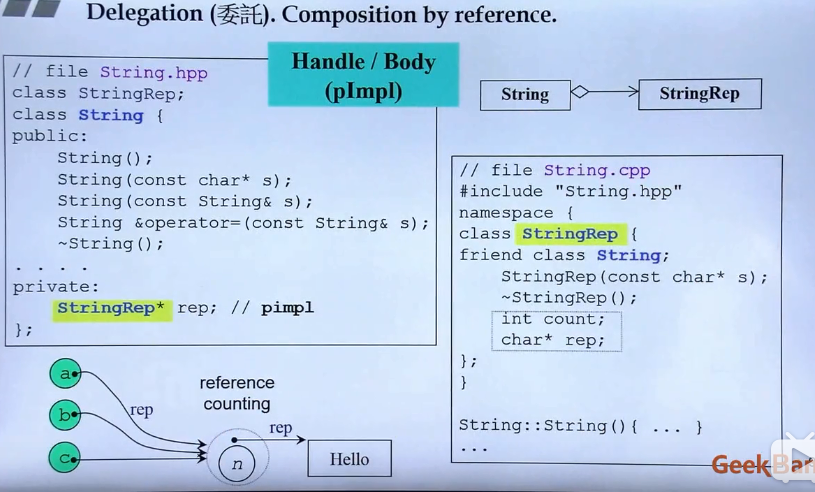 Delegation (委託). Composition by reference.
Handle / Body
(pImpl)
// file String.hpp
class StringRep;
class String {
public:
String();
String(const char* s);
String(const String& s);
String &operator=(const String& s);
~String();
. . . .
private:
StringRep* rep; // pimpl
};
String
StringRep
// file String.cpp
#include "String.hpp"
namespace {
class StringRep {
friend class String;
StringRep(const char* s);
~StringRep();
int count;
char* rep;
};
}
String::String(){ ... }
...
a
b
c
rep
reference
counting
rep
n
Hello